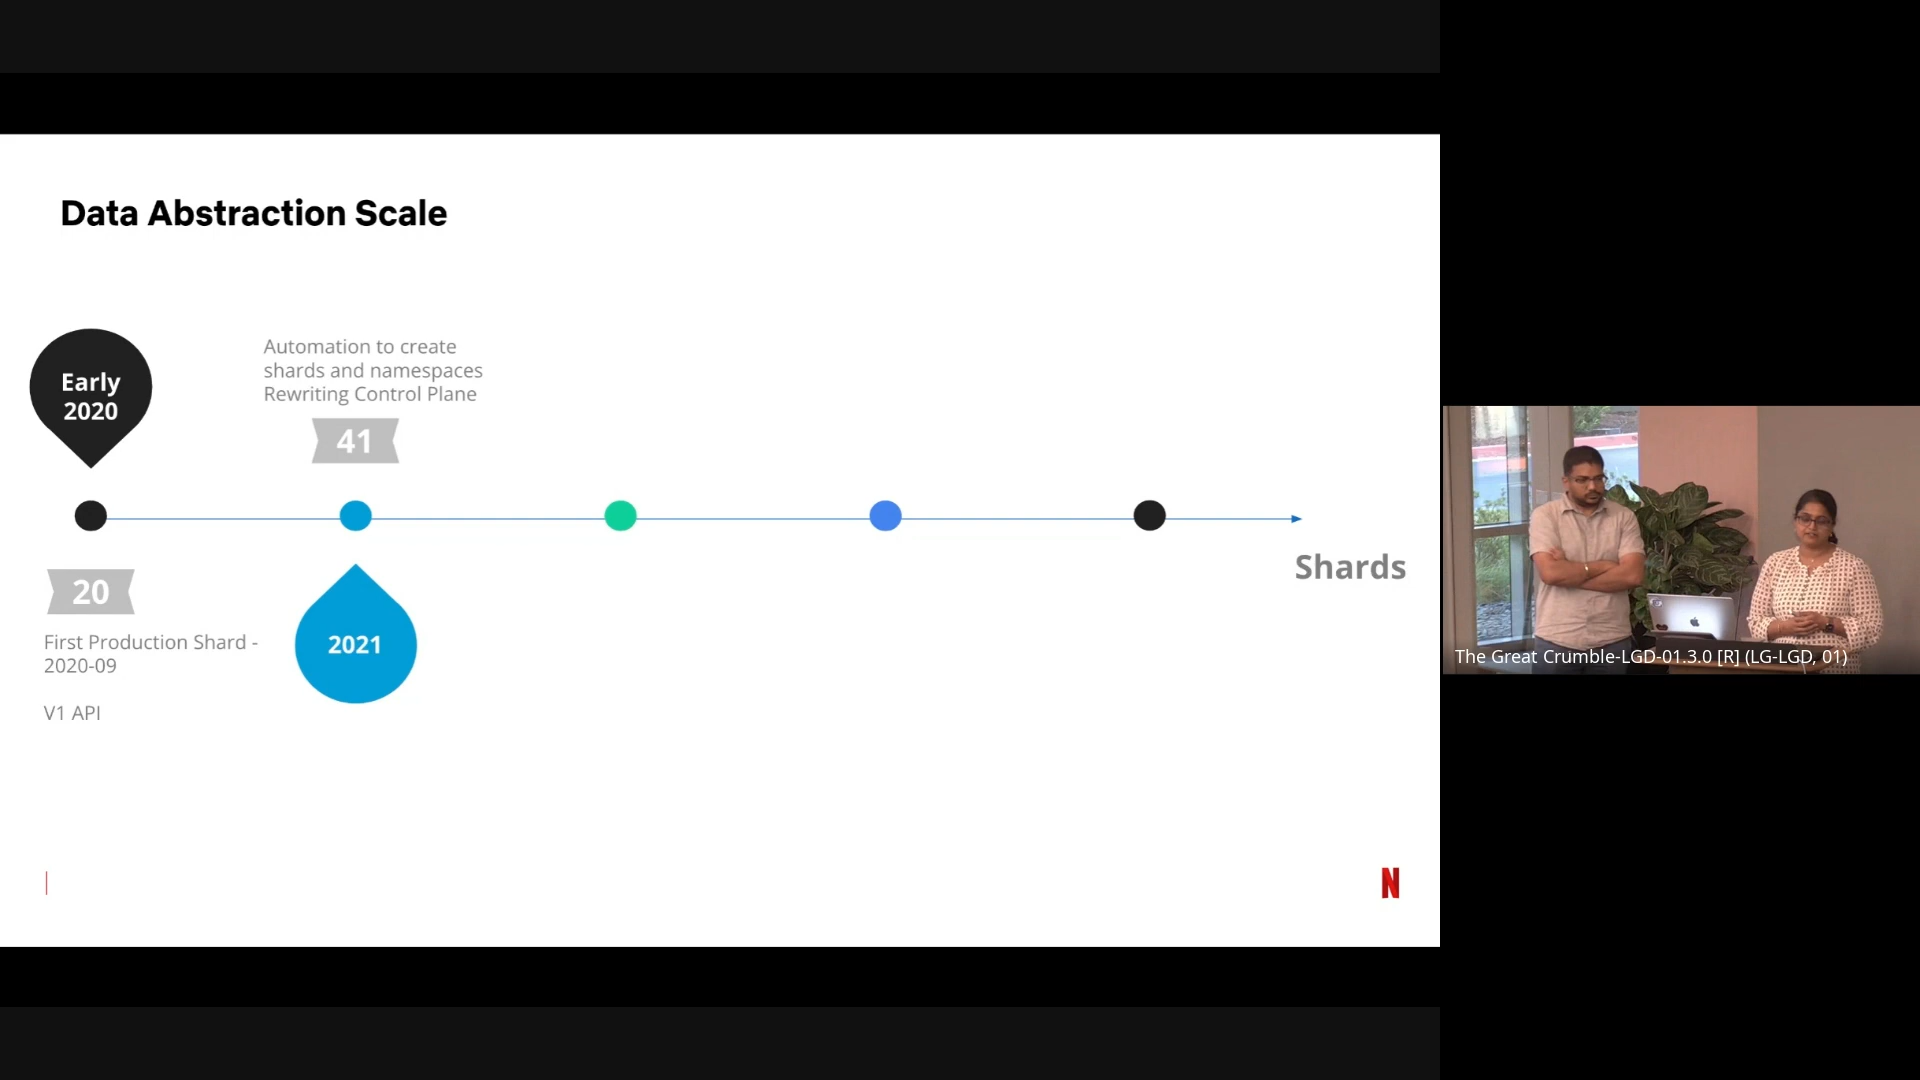 Data Abstraction Scale
Early
2020
Automation to create
shards and namespaces
Rewriting Control Plane
41
Shards
20
First Production Shard -
2020-09
V1 API
2021
N
The Great Crumble-LGD-01.3.0 [R] (LG-LGD, 01)